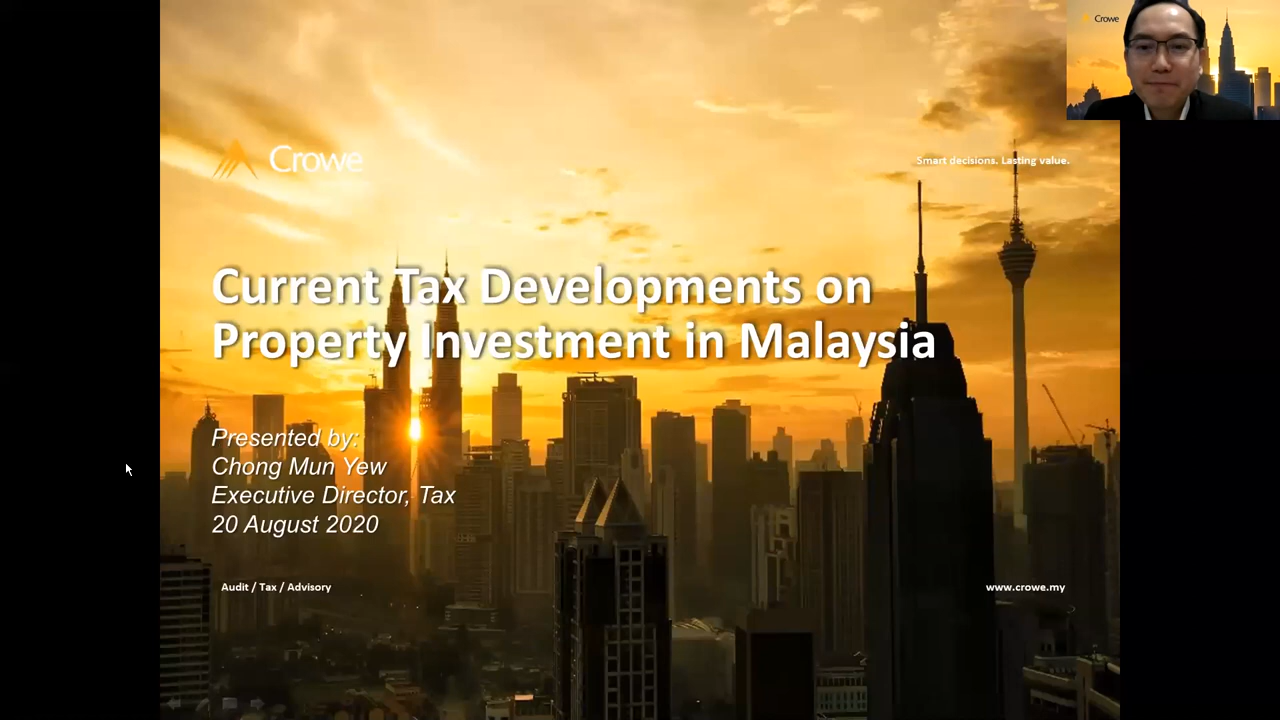 Crowe
Crowe
Smart decisions. Lasting value.
Current Tax Developments on
Property Investment in Malaysia
Presented by:
Chong Mun Yew
Executive Director, Tax
20 August 2020
Audit / Tax / Advisory
www.crowe.my